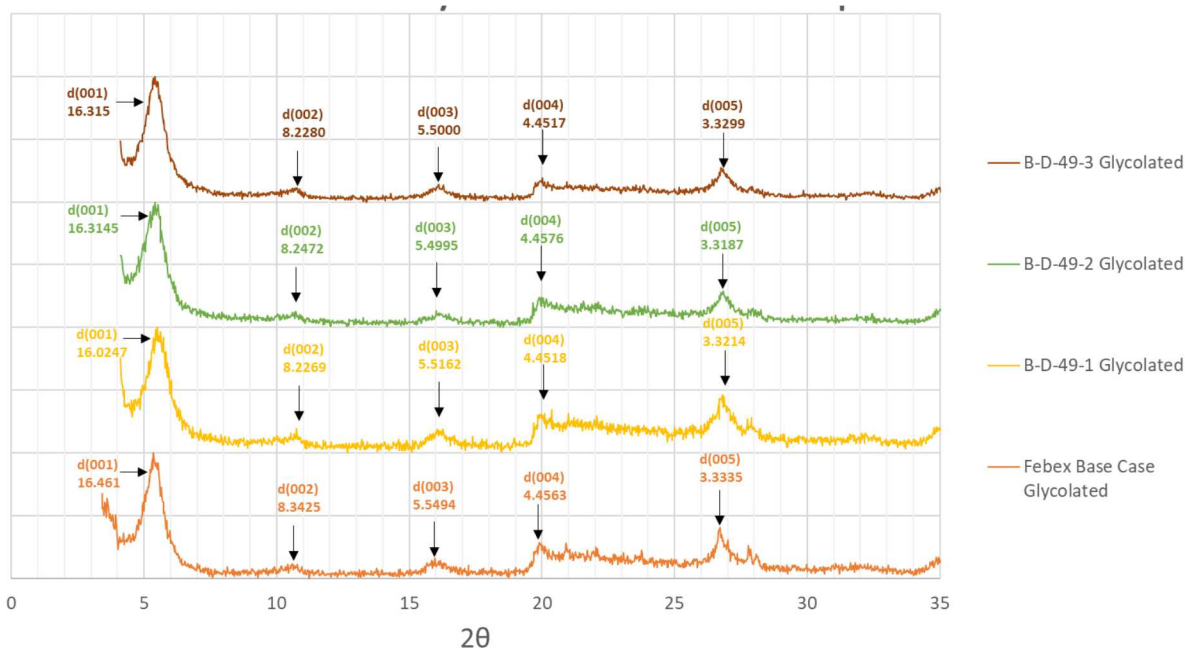 d(001)
16.315
d(002)
8.2280
d(003)
5.5000
d(004)
4.4517
d(005)
3.3299
B-D-49-3 Glycolated
d(001)
16.3145
d(002)
8.2472
d(003)
5.4995
d(004)
4.4576
d(005)
3.3187
B-D-49-2 Glycolated
d(001)
16.0247
d(002)
8.2269
d(003)
5.5162
d(004)
4.4518
d(005)
3.3214
B-D-49-1 Glycolated
d(001)
16.461
d(002)
8.3425
d(003)
5.5494
d(004)
4.4563
d(005)
3.3335
Febex Base Case
Glycolated
0 5 10 15 20 25 30 35
2θ